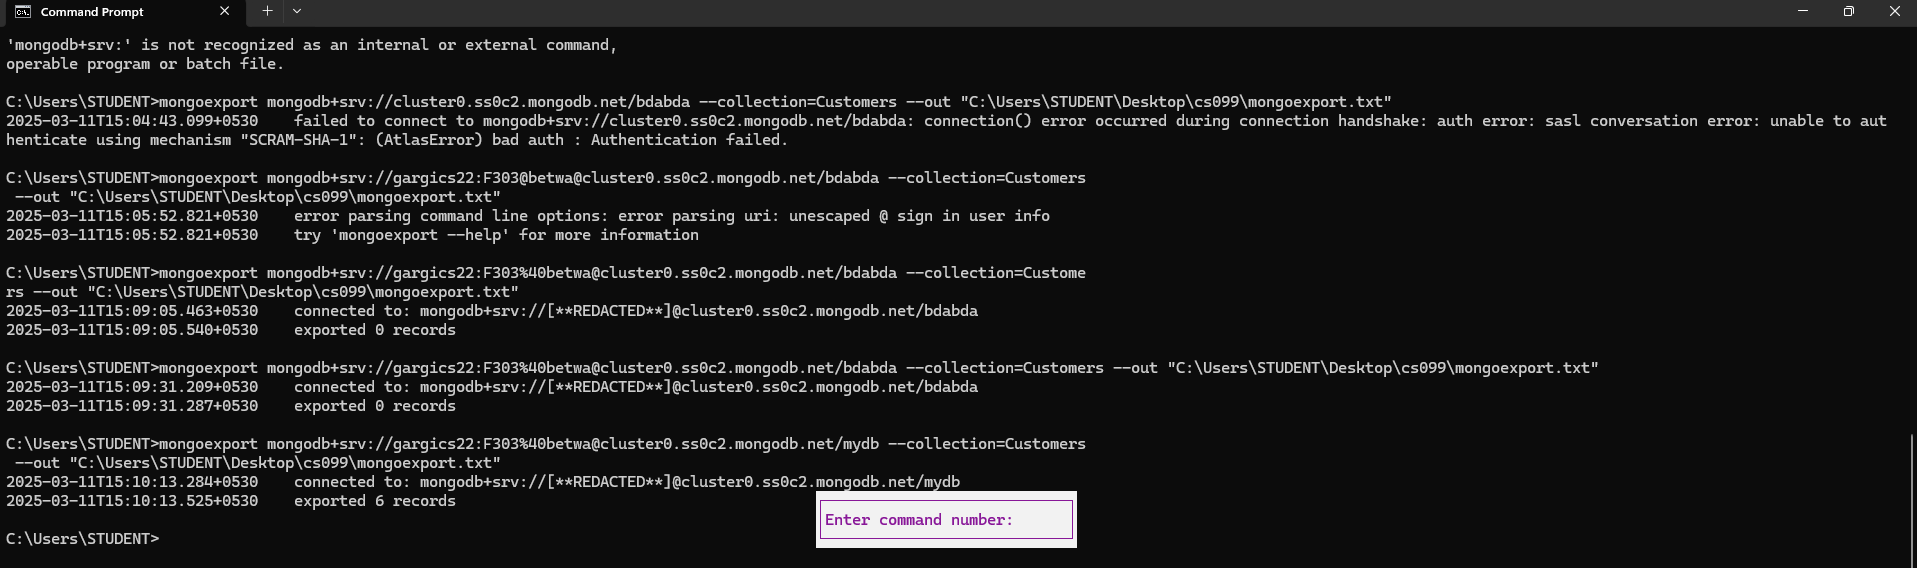 Command Prompt
'mongodb+srv:' is not recognized as an internal or external command,
operable program or batch file.
C:\Users\STUDENT>mongoexport mongodb+srv://cluster0.ss0c2.mongodb.net/bdabda --collection=Customers --out "C:\Users\STUDENT\Desktop\cs099\mongoexport.txt"
2025-03-11T15:04:43.099+0530    failed to connect to mongodb+srv://cluster0.ss0c2.mongodb.net/bdabda: connection() error occurred during connection handshake: auth error: sasl conversation error: unable to aut
henticate using mechanism "SCRAM-SHA-1": (AtlasError) bad auth : Authentication failed.
C:\Users\STUDENT>mongoexport mongodb+srv://gargics22:F303@betwa@cluster0.ss0c2.mongodb.net/bdabda --collection=Customers
 --out "C:\Users\STUDENT\Desktop\cs099\mongoexport.txt"
2025-03-11T15:05:52.821+0530    error parsing command line options: error parsing uri: unescaped @ sign in user info
2025-03-11T15:05:52.821+0530    try 'mongoexport --help' for more information
C:\Users\STUDENT>mongoexport mongodb+srv://gargics22:F303%40betwa@cluster0.ss0c2.mongodb.net/bdabda --collection=Custome
rs --out "C:\Users\STUDENT\Desktop\cs099\mongoexport.txt"
2025-03-11T15:09:05.463+0530    connected to: mongodb+srv://[**REDACTED**]@cluster0.ss0c2.mongodb.net/bdabda
2025-03-11T15:09:05.540+0530    exported 0 records
C:\Users\STUDENT>mongoexport mongodb+srv://gargics22:F303%40betwa@cluster0.ss0c2.mongodb.net/bdabda --collection=Customers --out "C:\Users\STUDENT\Desktop\cs099\mongoexport.txt"
2025-03-11T15:09:31.209+0530    connected to: mongodb+srv://[**REDACTED**]@cluster0.ss0c2.mongodb.net/bdabda
2025-03-11T15:09:31.287+0530    exported 0 records
C:\Users\STUDENT>mongoexport mongodb+srv://gargics22:F303%40betwa@cluster0.ss0c2.mongodb.net/mydb --collection=Customers
 --out "C:\Users\STUDENT\Desktop\cs099\mongoexport.txt"
2025-03-11T15:10:13.284+0530    connected to: mongodb+srv://[**REDACTED**]@cluster0.ss0c2.mongodb.net/mydb
2025-03-11T15:10:13.525+0530    exported 6 records
Enter command number:
C:\Users\STUDENT>